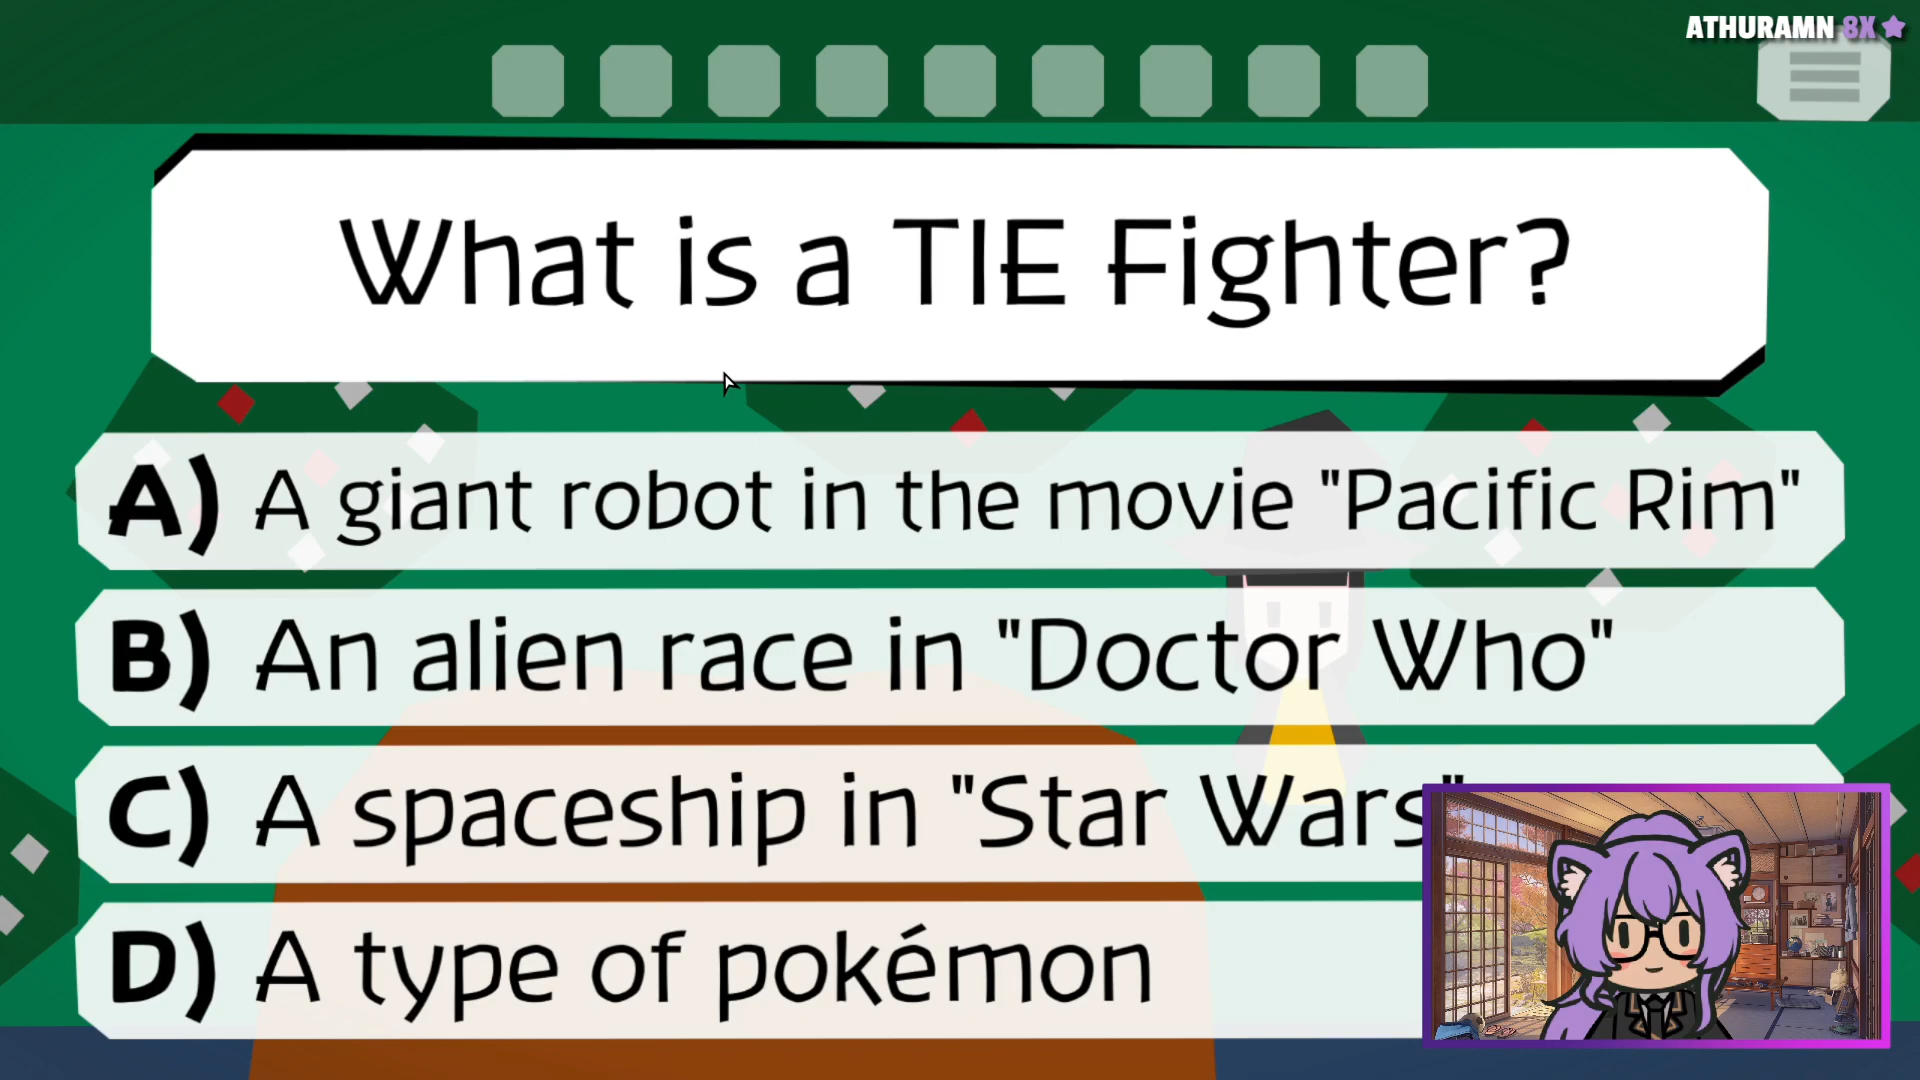 ATHURAMN 8X
What is a TIE Fighter?
A) A giant robot in the movie "Pacific Rim"
B) An alien race in "Doctor Who"
C) A spaceship in "Star Wars"
D) A type of pokémon